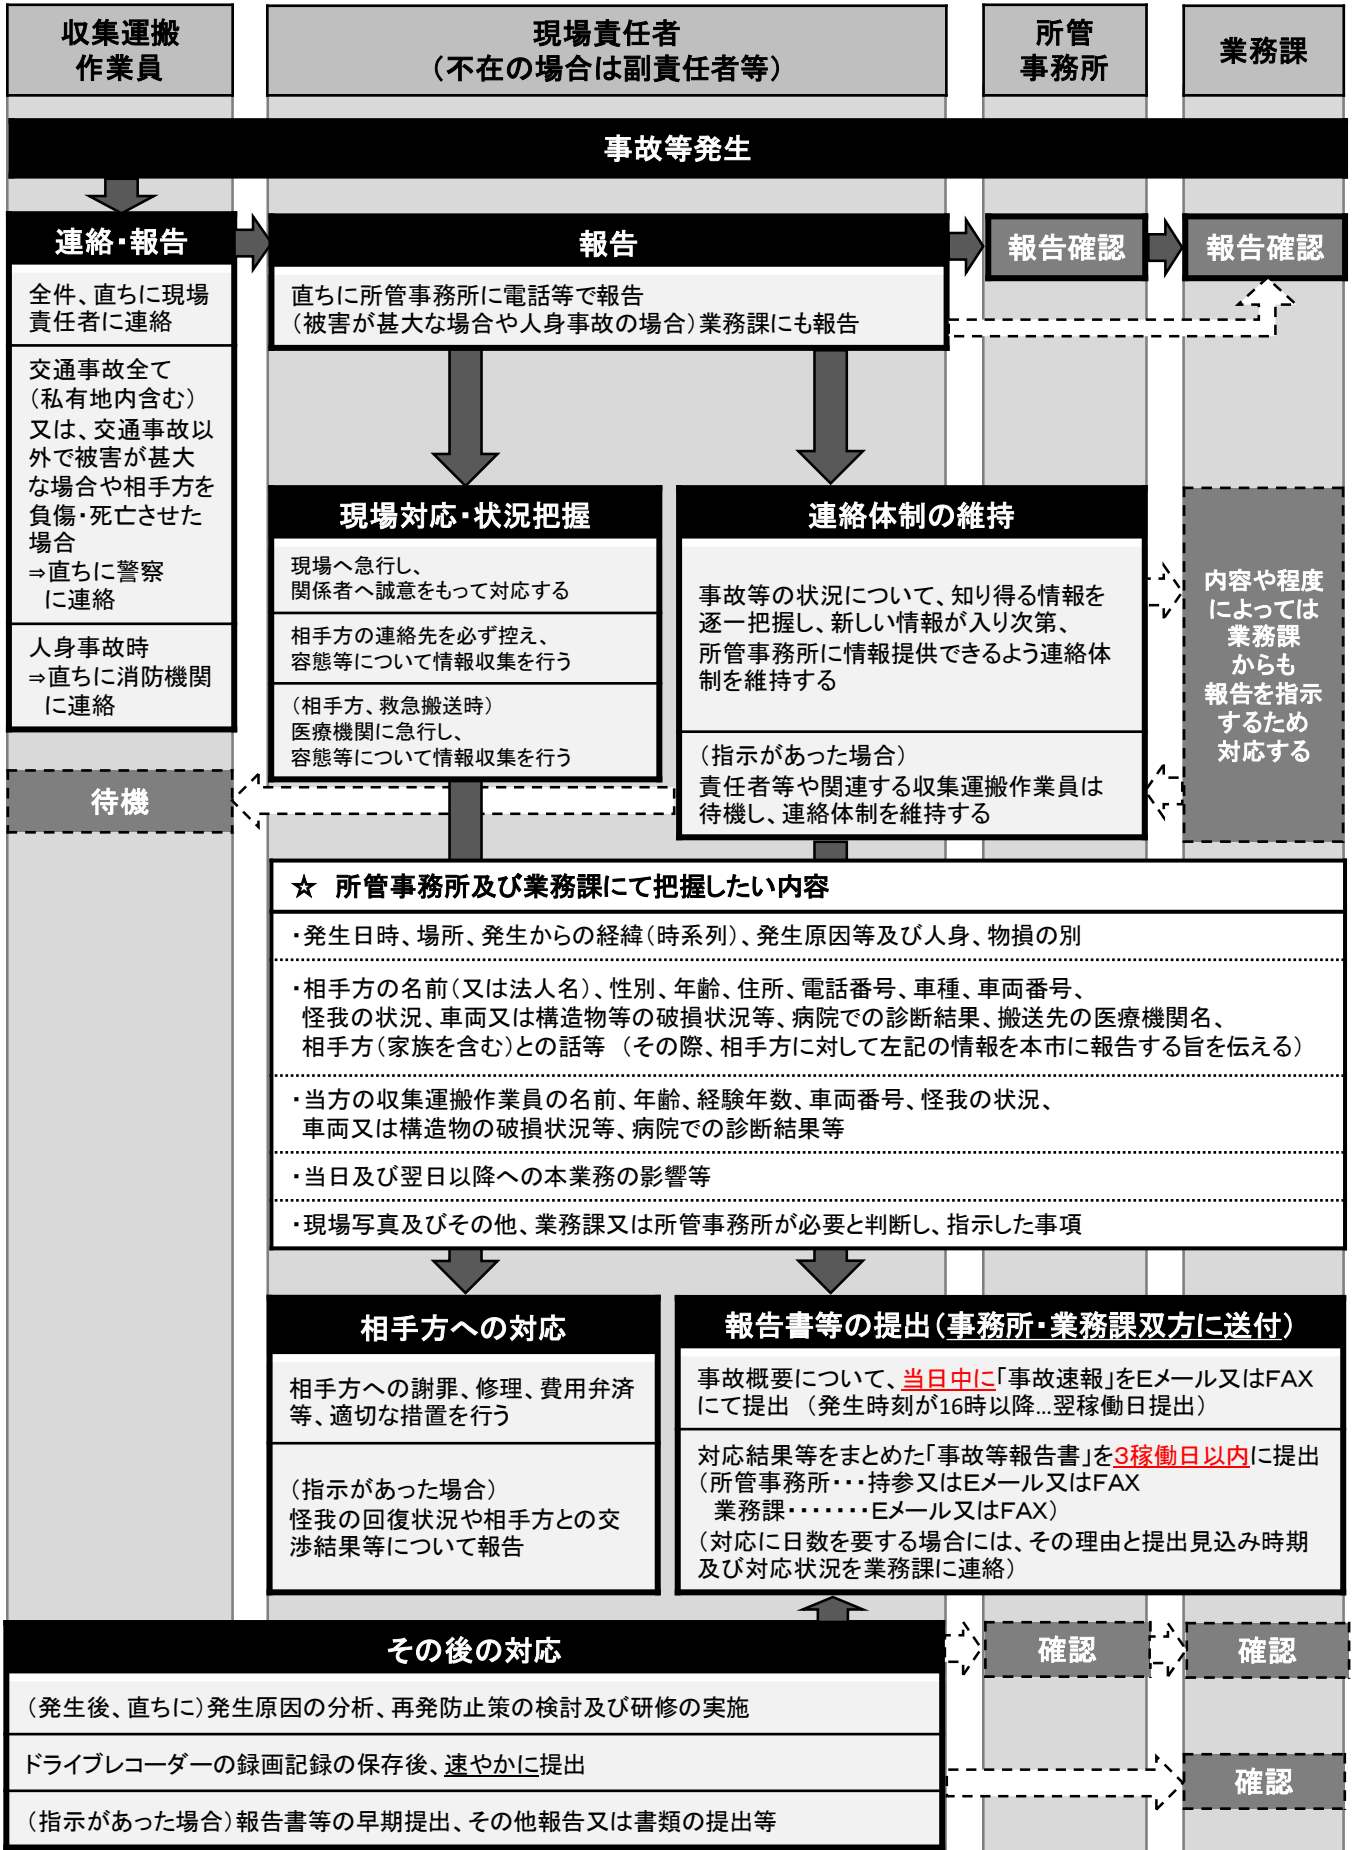 収集運搬
作業員
現場責任者
（不在の場合は副責任者等）
所管
事務所
業務課
事故等発生
連絡・報告
全件、直ちに現場
責任者に連絡
交通事故全て
（私有地内含む）
又は、交通事故以
外で被害が甚大
な場合や相手方を
負傷・死亡させた
場合
⇒直ちに警察
に連絡
人身事故時
⇒直ちに消防機関
に連絡
待機
報告
直ちに所管事務所に電話等で報告
（被害が甚大な場合や人身事故の場合）業務課にも報告
報告確認
報告確認
現場対応・状況把握
現場へ急行し、
関係者へ誠意をもって対応する
相手方の連絡先を必ず控え、
容態等について情報収集を行う
（相手方、救急搬送時）
医療機関に急行し、
容態等について情報収集を行う
連絡体制の維持
事故等の状況について、知り得る情報を
逐一把握し、新しい情報が入り次第、
所管事務所に情報提供できるよう連絡体
制を維持する
（指示があった場合）
責任者等や関連する収集運搬作業員は
待機し、連絡体制を維持する
内容や程度
によっては
業務課
からも
報告を指示
するため
対応する
☆ 所管事務所及び業務課にて把握したい内容
・発生日時、場所、発生からの経緯（時系列）、発生原因等及び人身、物損の別
・相手方の名前（又は法人名）、性別、年齢、住所、電話番号、車種、車両番号、
怪我の状況、車両又は構造物等の破損状況等、病院での診断結果、搬送先の医療機関名、
相手方（家族を含む）との話等 （その際、相手方に対して左記の情報を本市に報告する旨を伝える）
・当方の収集運搬作業員の名前、年齢、経験年数、車両番号、怪我の状況、
車両又は構造物の破損状況等、病院での診断結果等
・当日及び翌日以降への本業務の影響等
・現場写真及びその他、業務課又は所管事務所が必要と判断し、指示した事項
相手方への対応
相手方への謝罪、修理、費用弁済
等、適切な措置を行う
（指示があった場合）
怪我の回復状況や相手方との交
渉結果等について報告
報告書等の提出（事務所・業務課双方に送付）
事故概要について、当日中に「事故速報」をEメール又はFAX
にて提出 （発生時刻が16時以降…翌稼働日提出）
対応結果等をまとめた「事故等報告書」を3稼働日以内に提出
（所管事務所・・・持参又はEメール又はFAX
業務課・・・・・・・Eメール又はFAX）
（対応に日数を要する場合には、その理由と提出見込み時期
及び対応状況を業務課に連絡）
その後の対応
（発生後、直ちに）発生原因の分析、再発防止策の検討及び研修の実施
ドライブレコーダーの録画記録の保存後、速やかに提出
（指示があった場合）報告書等の早期提出、その他報告又は書類の提出等
確認
確認
確認